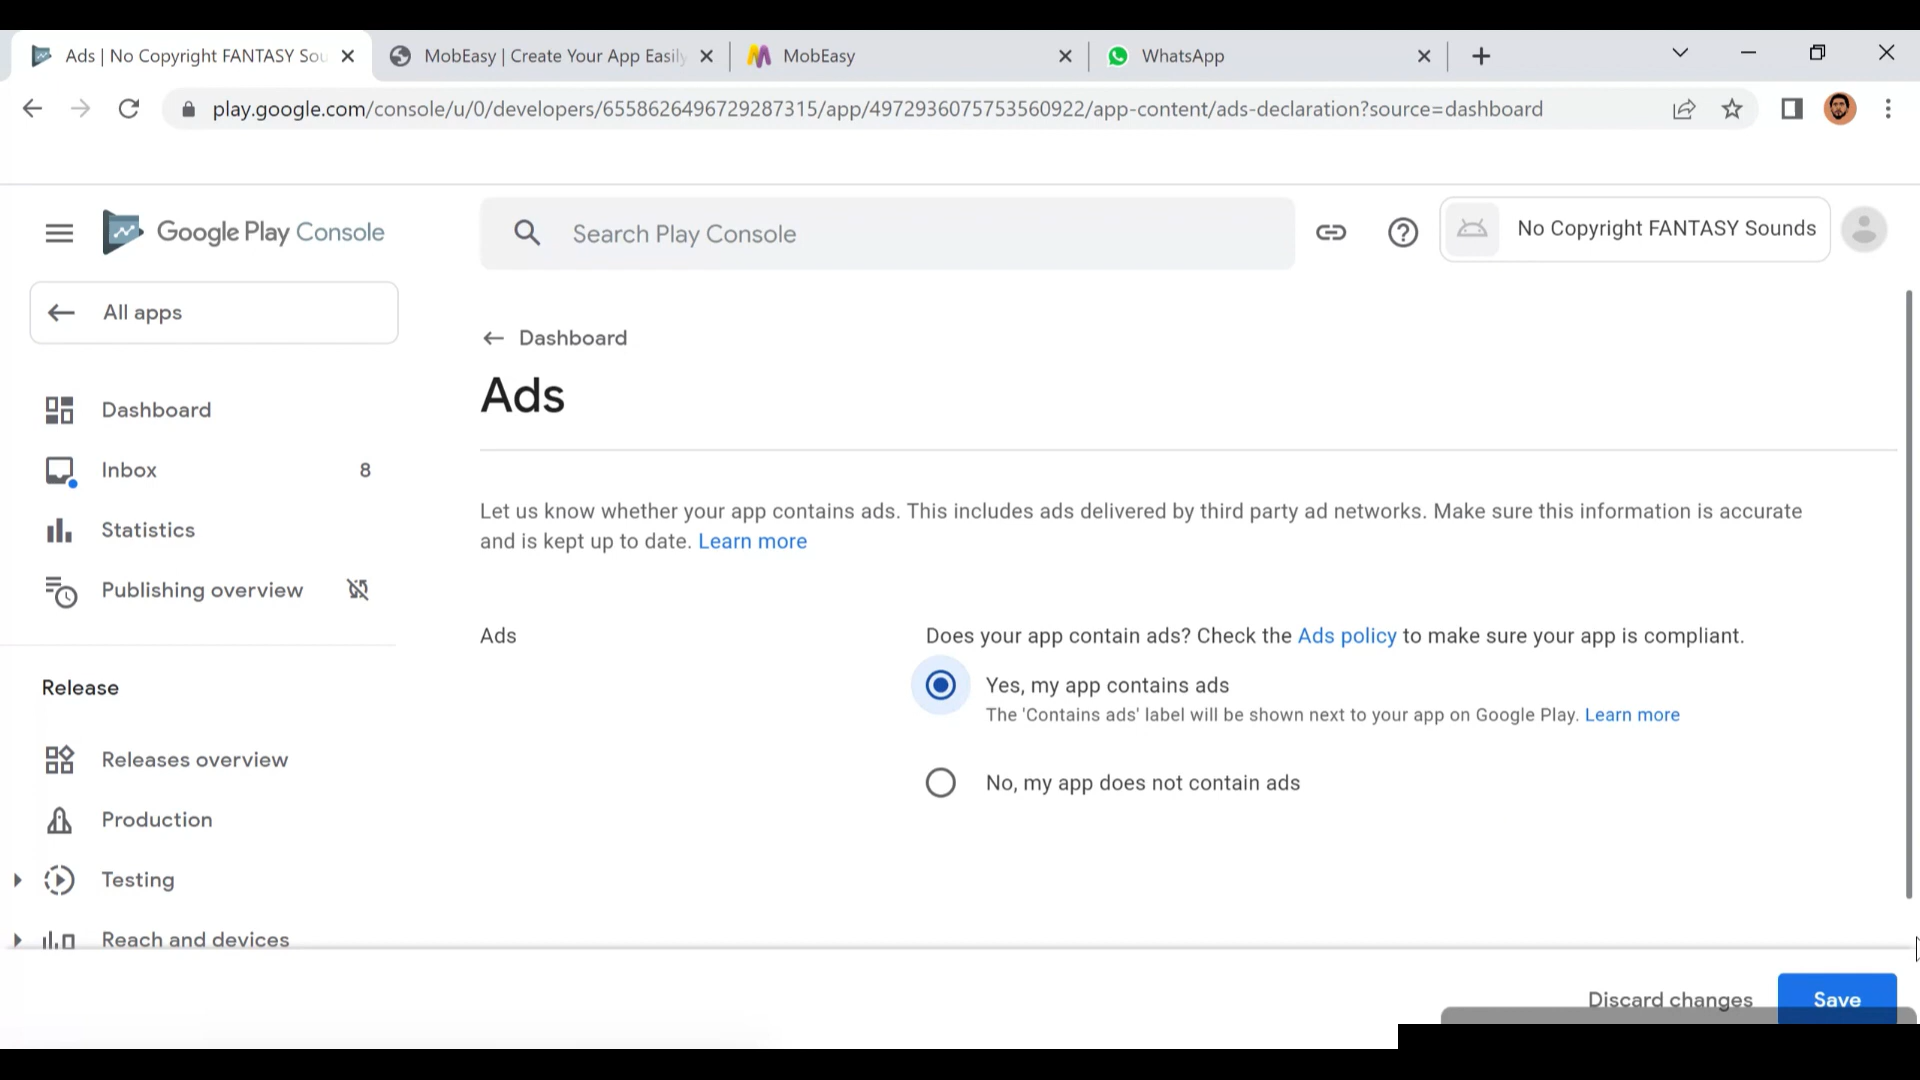 Ads | No Copyright FANTASY Sou
MobEasy | Create Your App Easily
MobEasy
WhatsApp
play.google.com/console/u/0/developers/6558626496729287315/app/4972936075753560922/app-content/ads-declaration?source=dashboard
Google Play Console
Search Play Console
No Copyright FANTASY Sounds
All apps
Dashboard
Ads
Let us know whether your app contains ads. This includes ads delivered by third party ad networks. Make sure this information is accurate
and is kept up to date. Learn more
Ads
Does your app contain ads? Check the Ads policy to make sure your app is compliant.
Yes, my app contains ads
The 'Contains ads' label will be shown next to your app on Google Play. Learn more
No, my app does not contain ads
Dashboard
Inbox 8
Statistics
Publishing overview
Release
Releases overview
Production
Testing
Reach and devices
Discard changes
Save